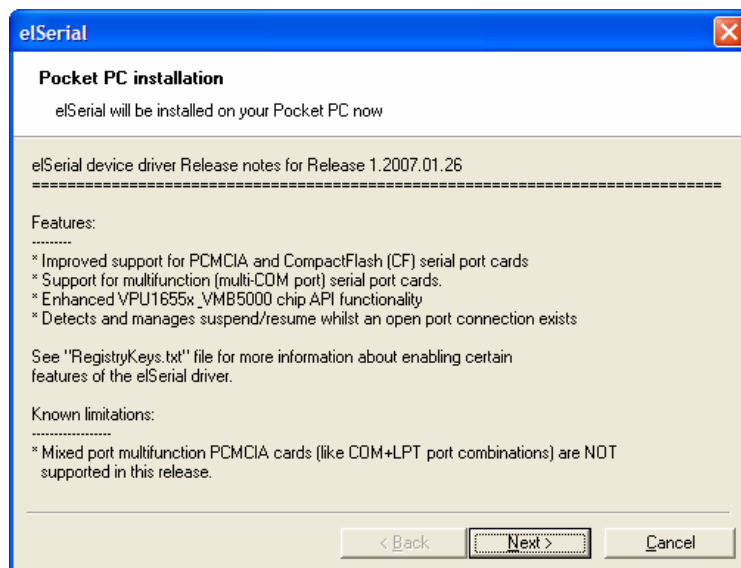 elSerial
Pocket PC installation
elSerial will be installed on your Pocket PC now
elSerial device driver Release notes for Release 1.2007.01.26
==============================================================================
Features:
---------
* Improved support for PCMCIA and CompactFlash (CF) serial port cards
* Support for multifunction (multi-COM port) serial port cards.
* Enhanced VPU1655x_VMB5000 chip API functionality
* Detects and manages suspend/resume whilst an open port connection exists
See "RegistryKeys.txt" file for more information about enabling certain
features of the elSerial driver.
Known limitations:
-----------------
* Mixed port multifunction PCMCIA cards (like COM+LPT port combinations) are NOT
supported in this release.
< Back Next > Cancel